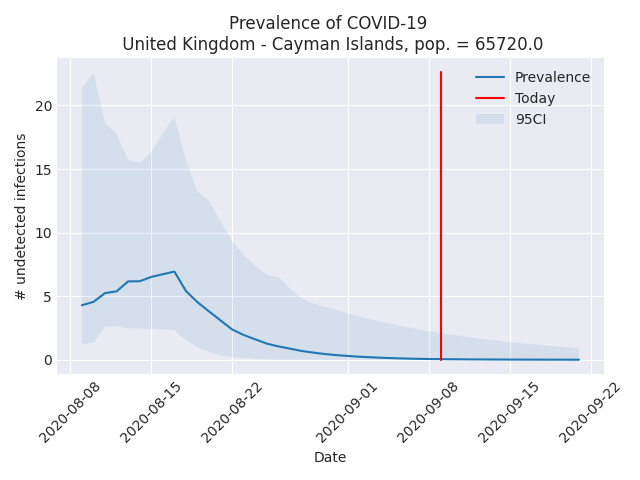 Prevalence of COVID-19
United Kingdom - Cayman Islands, pop. = 65720.0
Prevalence
Today
95CI
# undetected infections
20
15
10
5
0
2020-08-08
2020-08-15
2020-08-22
2020-09-01
2020-09-08
2020-09-15
2020-09-22
Date